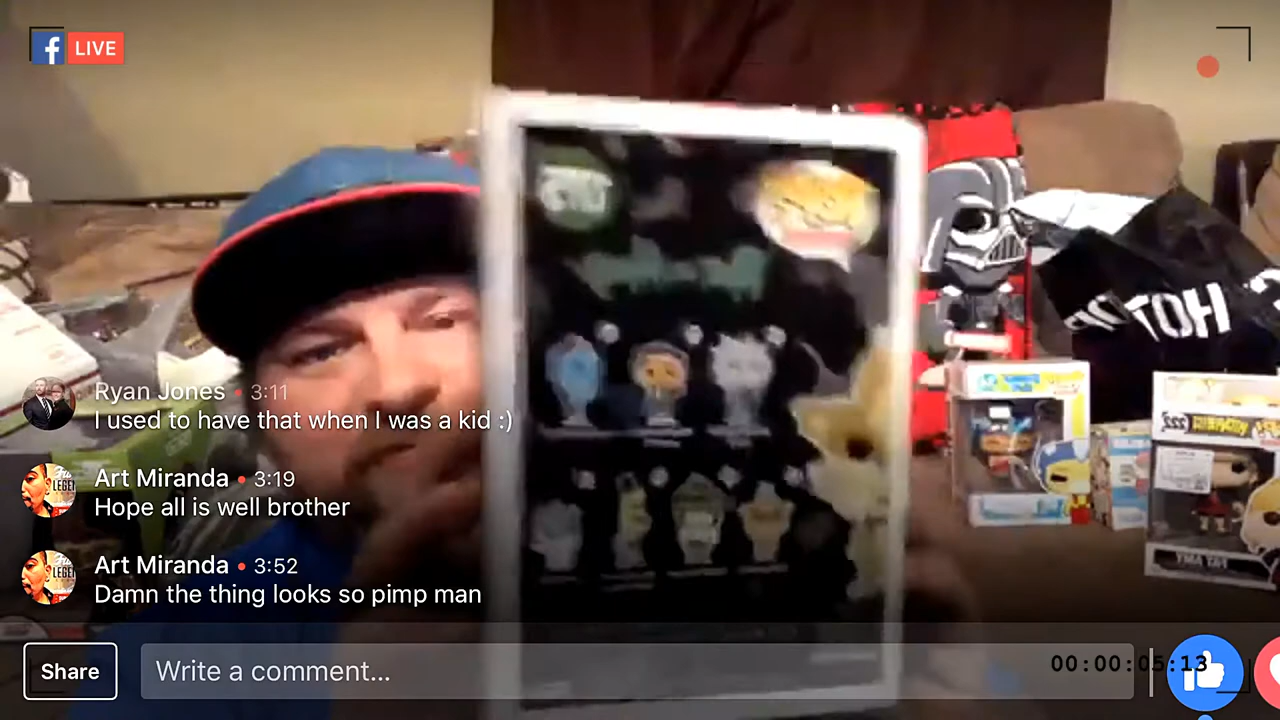 f LIVE
Ryan Jones • 3:11
I used to have that when I was a kid :)
Art Miranda • 3:19
Hope all is well brother
Art Miranda • 3:52
Damn the thing looks so pimp man
Share
Write a comment...
00:00:05:13